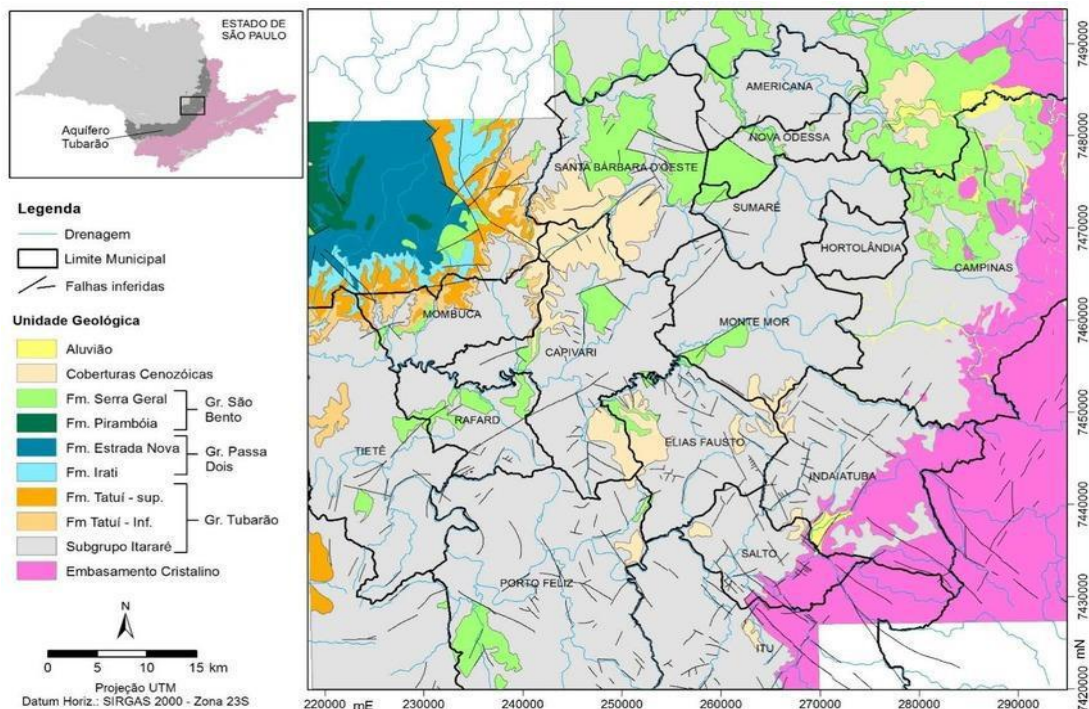 ESTADO DE
SÃO PAULO
Aquífero
Tubarão
Legenda
Drenagem
Limite Municipal
Falhas inferidas
Unidade Geológica
Aluvião
Coberturas Cenozóicas
Fm. Serra Geral
Fm. Pirambóia
Gr. São
Bento
Fm. Estrada Nova
Fm. Irati
Gr. Passa
Dois
Fm. Tatuí - sup.
Fm Tatuí - Inf.
Subgrupo Itararé
Gr. Tubarão
Embasamento Cristalino
N
0 5 10 15 km
Projeção UTM
Datum Horiz.: SIRGAS 2000 - Zona 23S
AMERICANA
NOVA ODESSA
SANTA BÁRBARA D'OESTE
SUMARÉ
HORTOLÂNDIA
CAMPINAS
MOMBUCA
MONTE MOR
CAPIVARI
RAFARD
ELIAS FAUSTO
TIETÊ
INDAIATUBA
SALTO
PORTO FELIZ
ITU
220000 mE 230000 240000 250000 260000 270000 280000 290000
7490000
7480000
7470000
7460000
7450000
7440000
7430000
mN
7420000